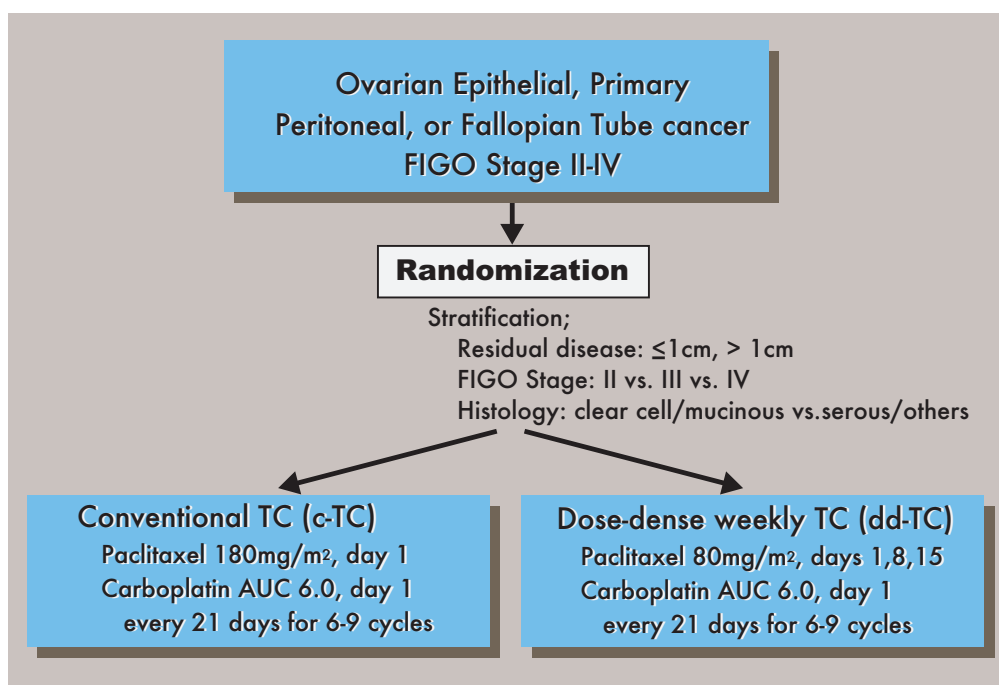 Ovarian Epithelial, Primary
Peritoneal, or Fallopian Tube cancer
FIGO Stage II-IV
Randomization
Stratification;
Residual disease: ≤1cm, > 1cm
FIGO Stage: II vs. III vs. IV
Histology: clear cell/mucinous vs.serous/others
Conventional TC (c-TC)
Paclitaxel 180mg/m², day 1
Carboplatin AUC 6.0, day 1
every 21 days for 6-9 cycles
Dose-dense weekly TC (dd-TC)
Paclitaxel 80mg/m², days 1,8,15
Carboplatin AUC 6.0, day 1
every 21 days for 6-9 cycles